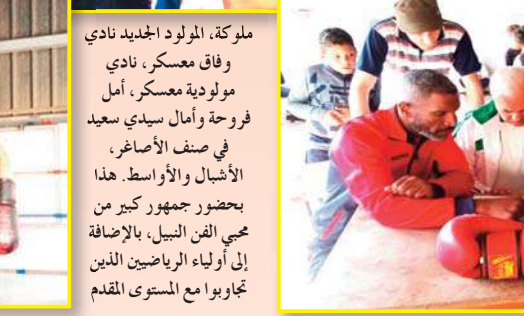 ملوكة، المولود الجديد نادي
وفاق معسكر، نادي
مولودية معسكر، أمل
فروحة وأمال سيدي سعيد
في صنف الأصاغر،
الأشبال والأواسط. هذا
بحضور جمهور كبير من
محبي الفن النبيل، بالإضافة
إلى أولياء الرياضيين الذين
تجاوبوا مع المستوى المقدم